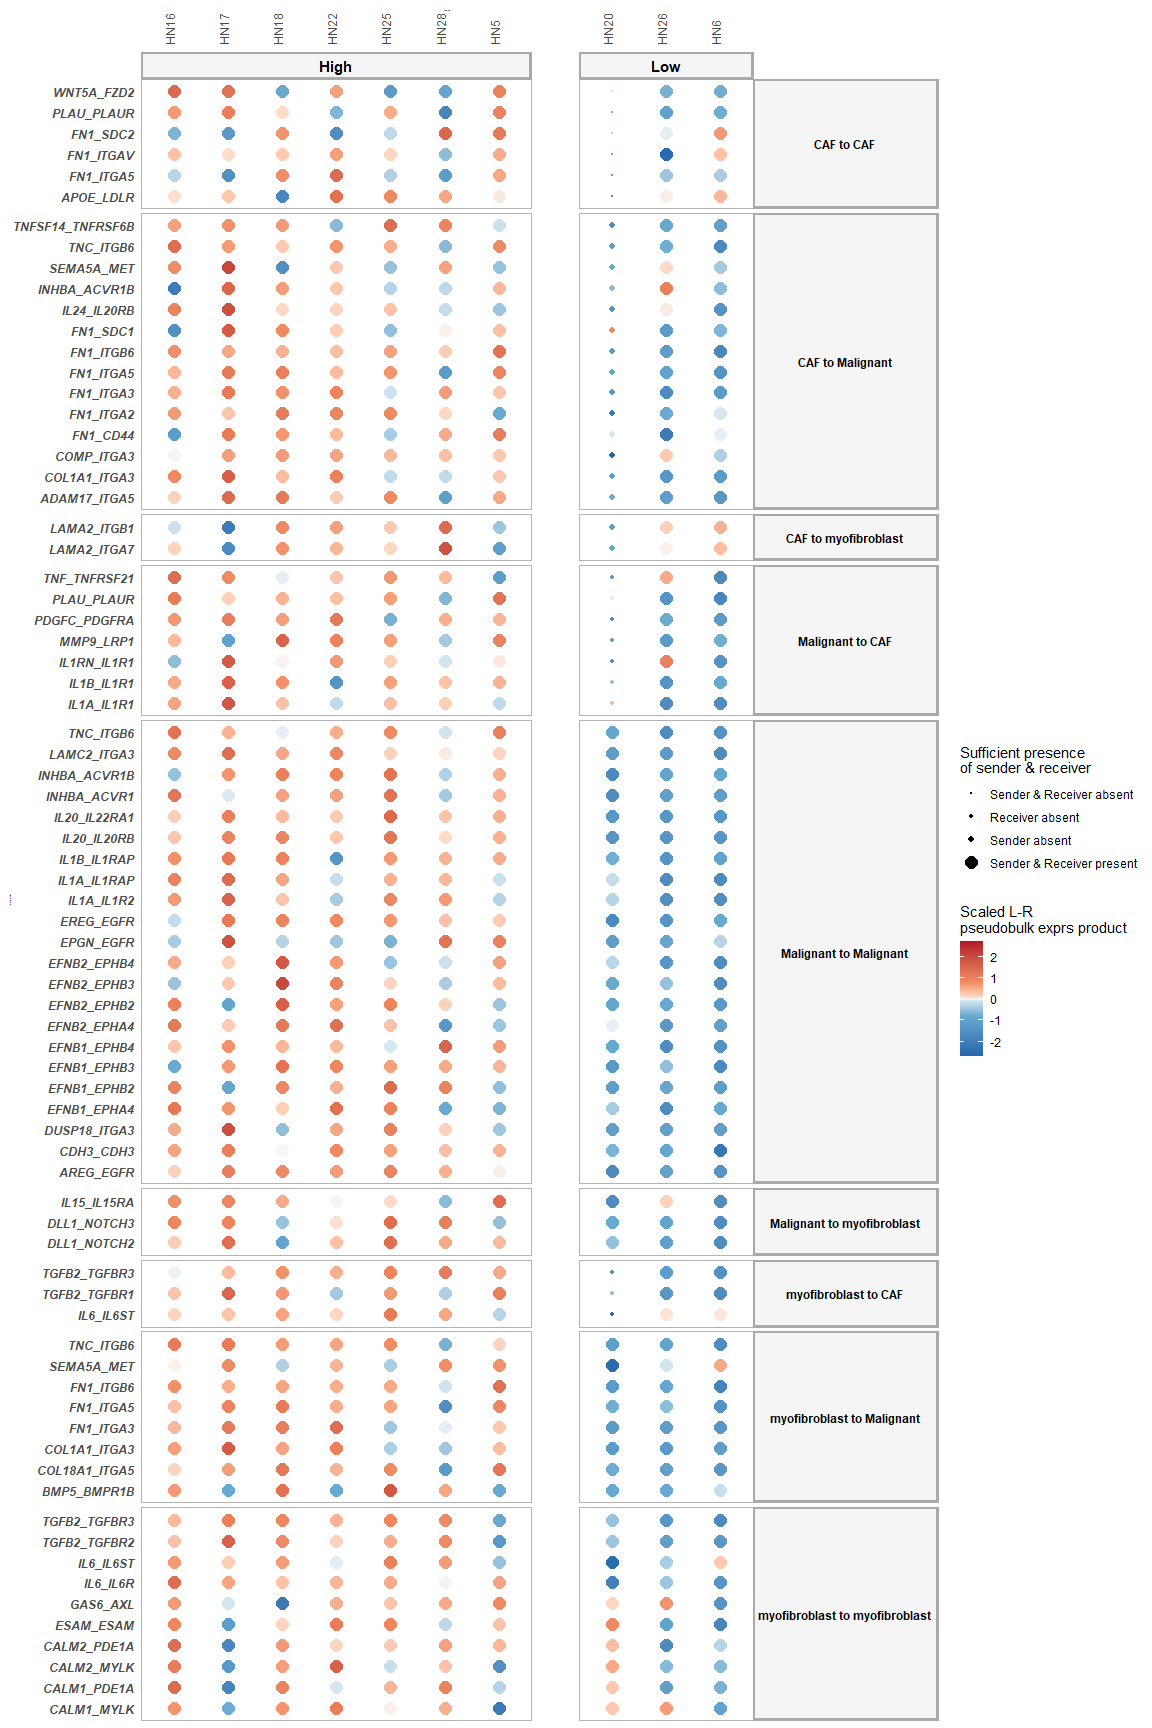 HN16 HN17 HN18 HN22 HN25 HN28 HN5 HN20 HN26 HN6
High Low
WNT5A_FZD2
PLAU_PLAUR
FN1_SDC2
FN1_ITGAV
FN1_ITGA5
APOE_LDLR
CAF to CAF
TNFSF14_TNFRSF6B
TNC_ITGB6
SEMA5A_MET
INHBA_ACVR1B
IL24_IL20RB
FN1_SDC1
FN1_ITGB6
FN1_ITGA5
FN1_ITGA3
FN1_ITGA2
FN1_CD44
COMP_ITGA3
COL1A1_ITGA3
ADAM17_ITGA5
CAF to Malignant
LAMA2_ITGB1
LAMA2_ITGA7
CAF to myofibroblast
TNF_TNFRSF21
PLAU_PLAUR
PDGFC_PDGFRA
MMP9_LRP1
IL1RN_IL1R1
IL1B_IL1R1
IL1A_IL1R1
Malignant to CAF
TNC_ITGB6
LAMC2_ITGA3
INHBA_ACVR1B
INHBA_ACVR1
IL20_IL22RA1
IL20_IL20RB
IL1B_IL1RAP
IL1A_IL1RAP
IL1A_IL1R2
EREG_EGFR
EPGN_EGFR
EFNB2_EPHB4
EFNB2_EPHB3
EFNB2_EPHB2
EFNB2_EPHA4
EFNB1_EPHB4
EFNB1_EPHB3
EFNB1_EPHB2
EFNB1_EPHA4
DUSP18_ITGA3
CDH3_CDH3
AREG_EGFR
Malignant to Malignant
IL15_IL15RA
DLL1_NOTCH3
DLL1_NOTCH2
Malignant to myofibroblast
TGFB2_TGFBR3
TGFB2_TGFBR1
IL6_IL6ST
myofibroblast to CAF
TNC_ITGB6
SEMA5A_MET
FN1_ITGB6
FN1_ITGA5
FN1_ITGA3
COL1A1_ITGA3
COL18A1_ITGA5
BMP5_BMPR1B
myofibroblast to Malignant
TGFB2_TGFBR3
TGFB2_TGFBR2
IL6_IL6ST
IL6_IL6R
GAS6_AXL
ESAM_ESAM
CALM2_PDE1A
CALM2_MYLK
CALM1_PDE1A
CALM1_MYLK
myofibroblast to myofibroblast
Sufficient presence
of sender & receiver
Sender & Receiver absent
Receiver absent
Sender absent
Sender & Receiver present
Scaled L-R
pseudobulk exprs product
2
1
0
-1
-2